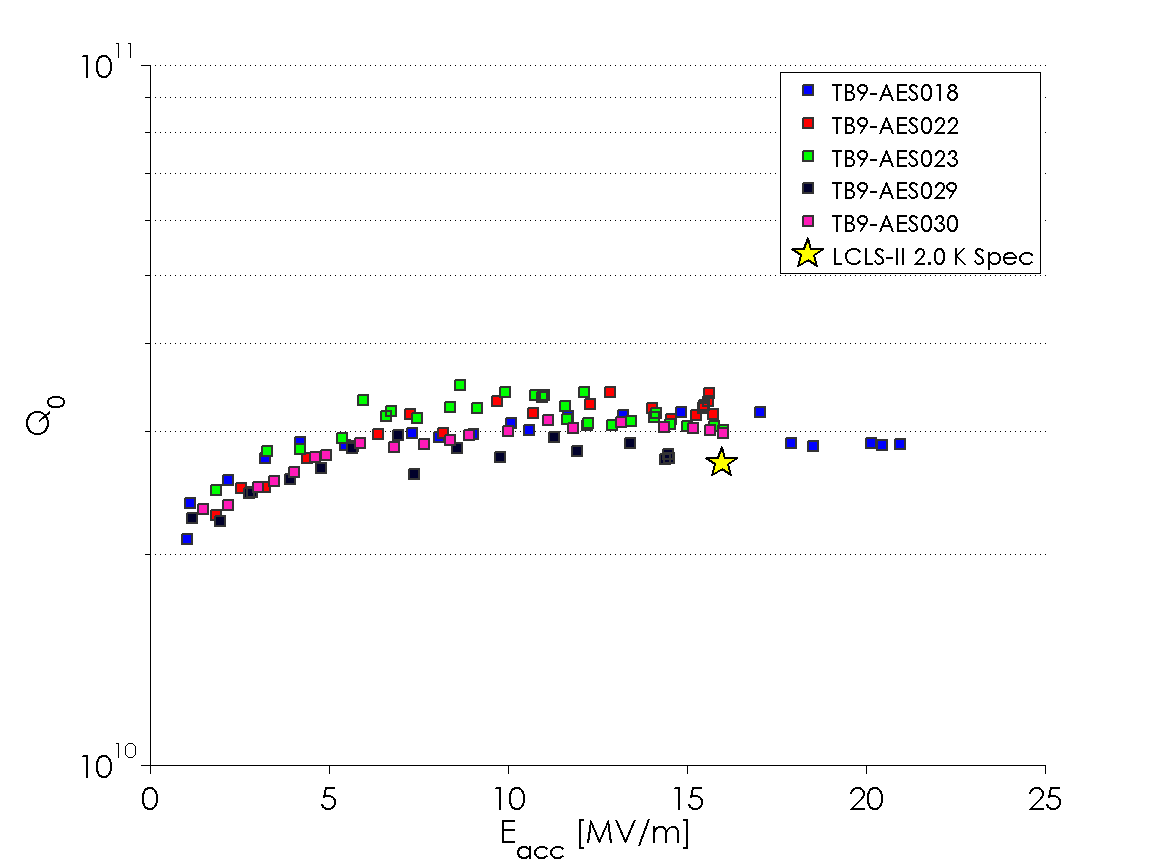 10^11
TB9-AES018
TB9-AES022
TB9-AES023
TB9-AES029
TB9-AES030
LCLS-II 2.0 K Spec
Q_0
10^10
0 5 10 15 20 25
E_acc [MV/m]